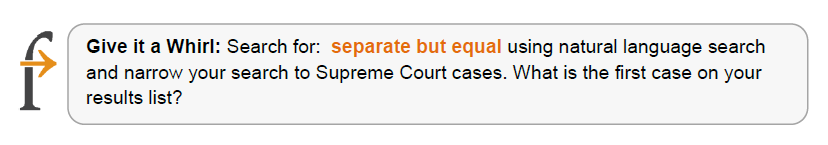 Give it a Whirl: Search for: separate but equal using natural language search
and narrow your search to Supreme Court cases. What is the first case on your
results list?